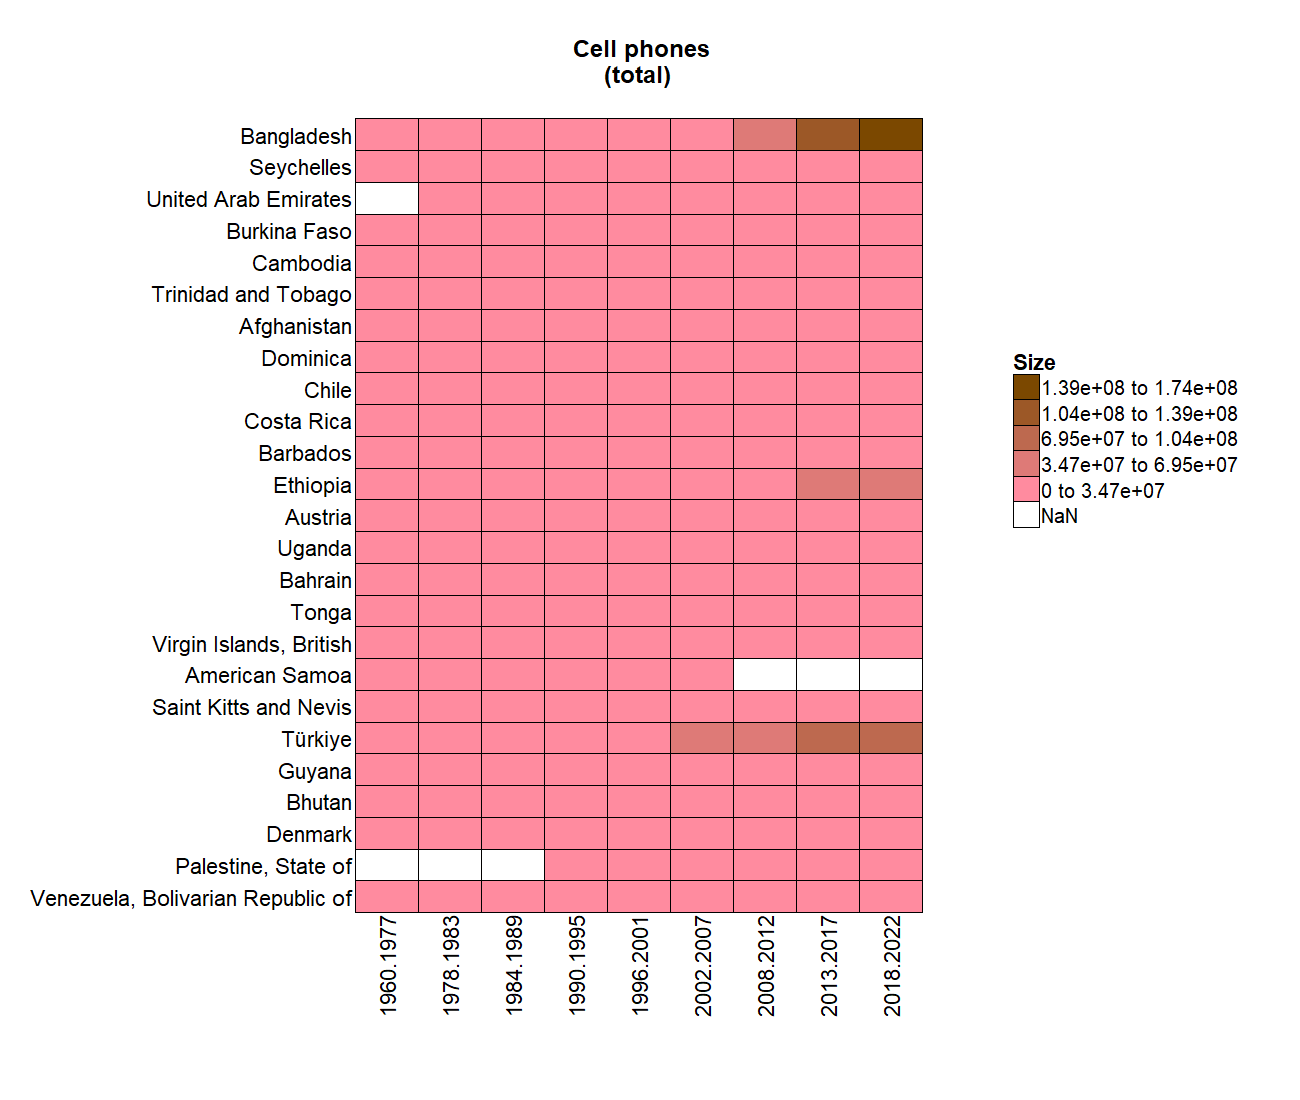 Cell phones
(total)
Bangladesh
Seychelles
United Arab Emirates
Burkina Faso
Cambodia
Trinidad and Tobago
Afghanistan
Dominica
Chile
Costa Rica
Barbados
Ethiopia
Austria
Uganda
Bahrain
Tonga
Virgin Islands, British
American Samoa
Saint Kitts and Nevis
Türkiye
Guyana
Bhutan
Denmark
Palestine, State of
Venezuela, Bolivarian Republic of
1960.1977
1978.1983
1984.1989
1990.1995
1996.2001
2002.2007
2008.2012
2013.2017
2018.2022
Size
1.39e+08 to 1.74e+08
1.04e+08 to 1.39e+08
6.95e+07 to 1.04e+08
3.47e+07 to 6.95e+07
0 to 3.47e+07
NaN